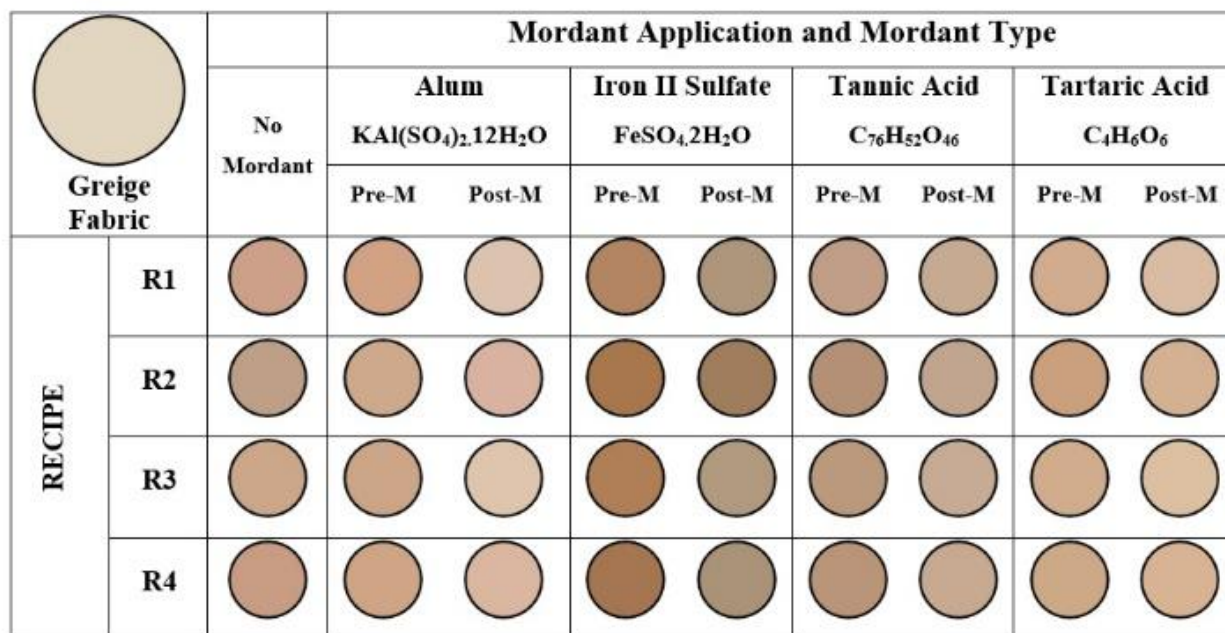 Greige
Fabric
No
Mordant
Mordant Application and Mordant Type
Alum
KAl(SO₄)₂.12H₂O
Iron II Sulfate
FeSO₄.2H₂O
Tannic Acid
C₇₆H₅₂O₄₆
Tartaric Acid
C₄H₆O₆
Pre-M Post-M Pre-M Post-M Pre-M Post-M Pre-M Post-M
RECIPE
R1
R2
R3
R4